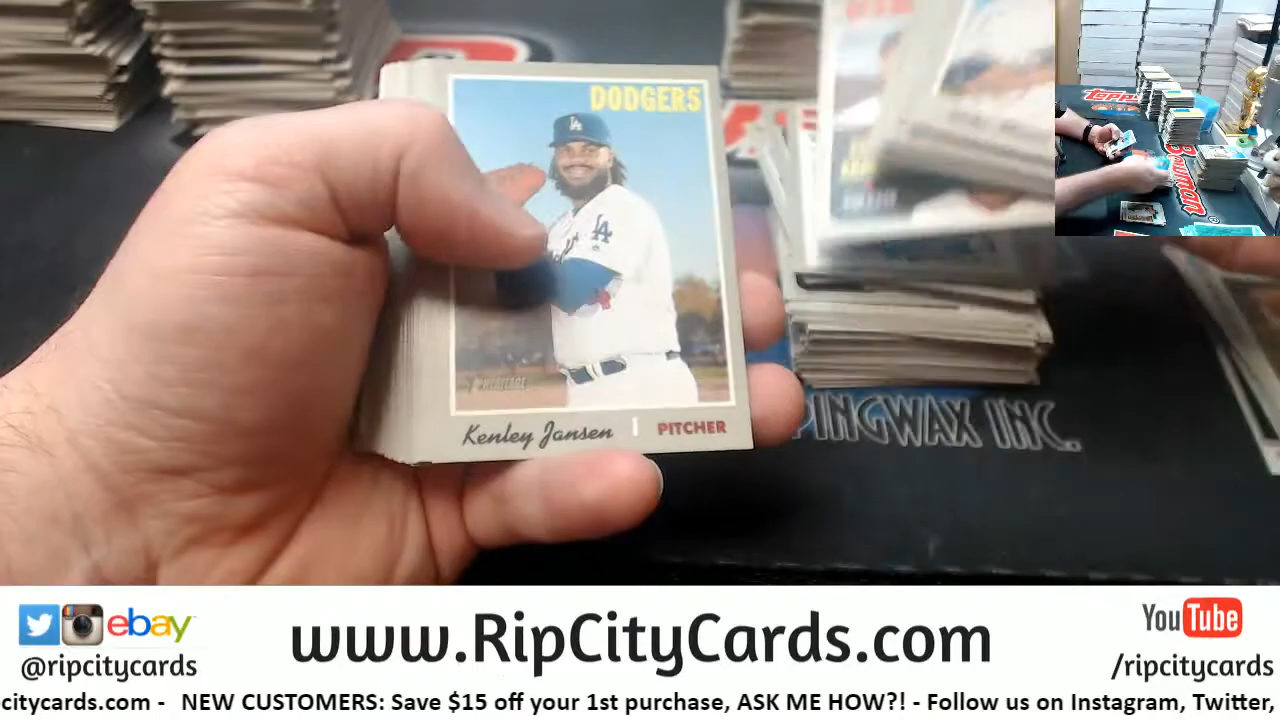 DODGERS
LA
LA
HERITAGE
Kenley Jansen PITCHER
PINGWAX INC.
topps
Bowman
ebay
@ripcitycards
www.RipCityCards.com
YouTube
/ripcitycards
citycards.com - NEW CUSTOMERS: Save $15 off your 1st purchase, ASK ME HOW?! - Follow us on Instagram, Twitter,